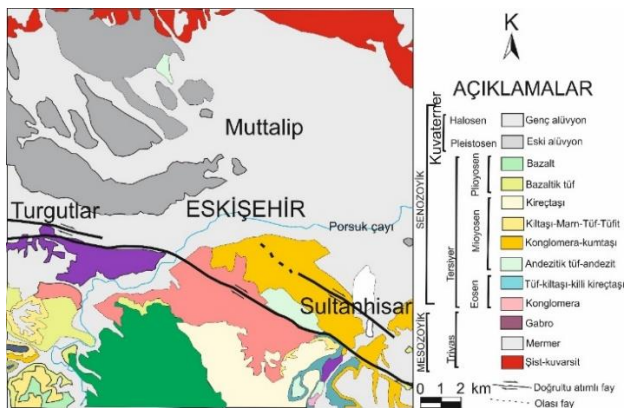 K
AÇIKLAMALAR
Muttalip
Turgutlar
ESKİŞEHİR
Porsuk çayı
Sultanhisar
SENOZOYİK
MESOZOYİK
Kuvaterner
Tersiyer
Triyas
Halosen
Pleistosen
Pliyosen
Miyosen
Eosen
Genç alüvyon
Eski alüvyon
Bazalt
Bazaltik tüf
Kireçtaşı
Kiltaşı-Marn-Tüf-Tüfit
Konglomera-kumtaşı
Andezitik tüf-andezit
Tüf-kiltaşı-killi kireçtaşı
Konglomera
Gabro
Mermer
Şist-kuvarsit
Doğrultu atımlı fay
Olası fay
0 1 2 km